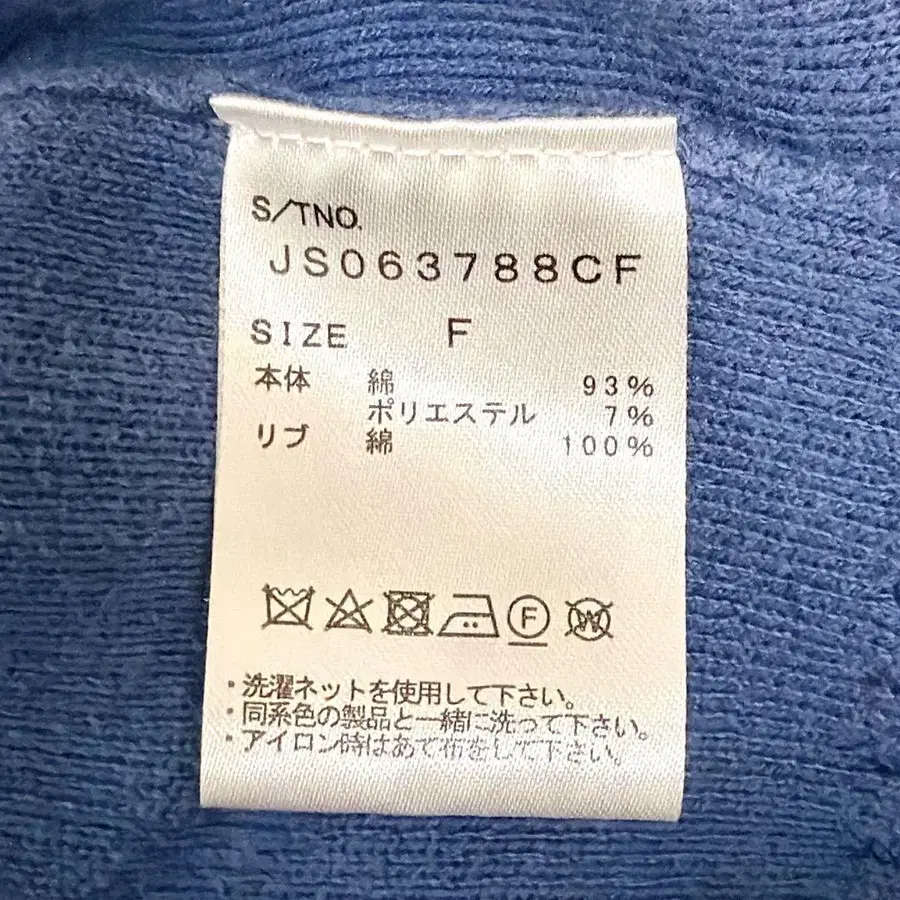 S/TNO.
JS063788CF
SIZE F
本体 綿 93%
ポリエステル 7%
リブ 綿 100%
F
W
・洗濯ネットを使用して下さい。
・同系色の製品と一緒に洗って下さい。
・アイロン時はあて布をして下さい。